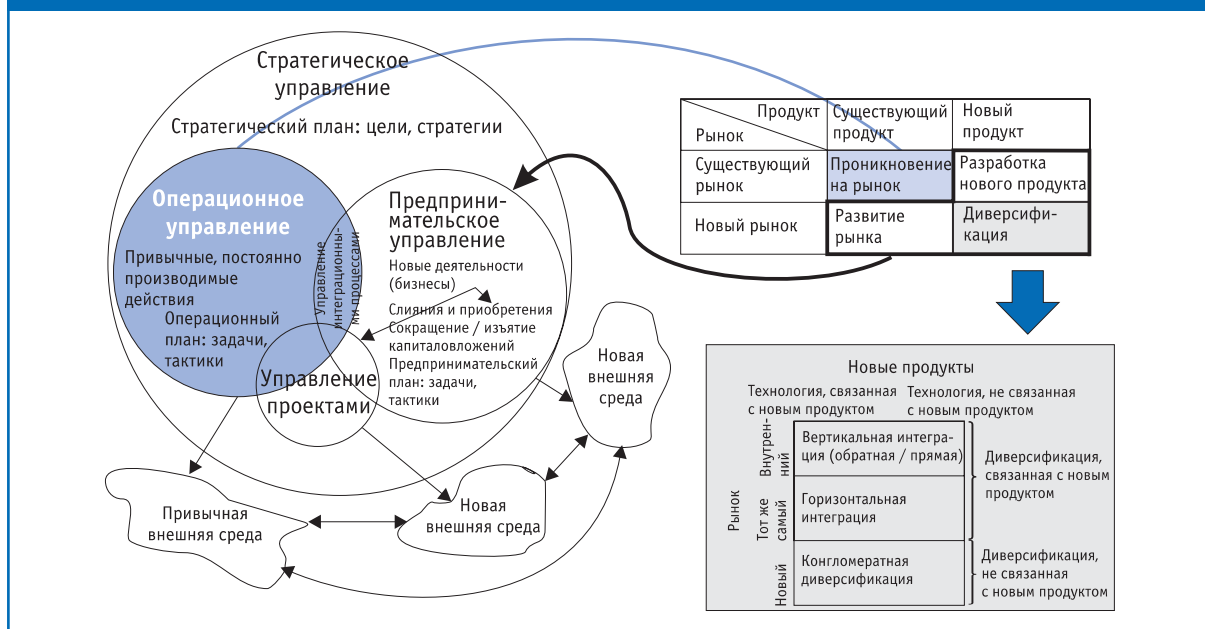 Стратегическое
управление
Стратегический план: цели, стратегии
Операционное
управление
Привычные, постоянно
производимые
действия
Операционный
план: задачи,
тактики
Управление
интеграционны-
ми процессами
Предприни-
мательское
управление
Новые деятельности
(бизнесы)
Слияния и приобретения
Сокращение / изъятие
капиталовложений
Предпринимательский
план: задачи,
тактики
Управление
проектами
Новая
внешняя
среда
Новая
внешняя среда
Привычная
внешняя среда
Продукт
Рынок
Существующий
продукт
Новый
продукт
Существующий
рынок
Проникновение
на рынок
Разработка
нового продукта
Новый рынок
Развитие
рынка
Диверсифи-
кация
Новые продукты
Технология, связанная
с новым продуктом
Технология, не связанная
с новым продуктом
Рынок
Внутрен-
ний
Вертикальная интегра-
ция (обратная / прямая)
Тот же
самый
Горизонтальная
интеграция
Диверсификация,
связанная с новым
продуктом
Новый
Конгломератная
диверсификация
Диверсификация,
не связанная
с новым продуктом